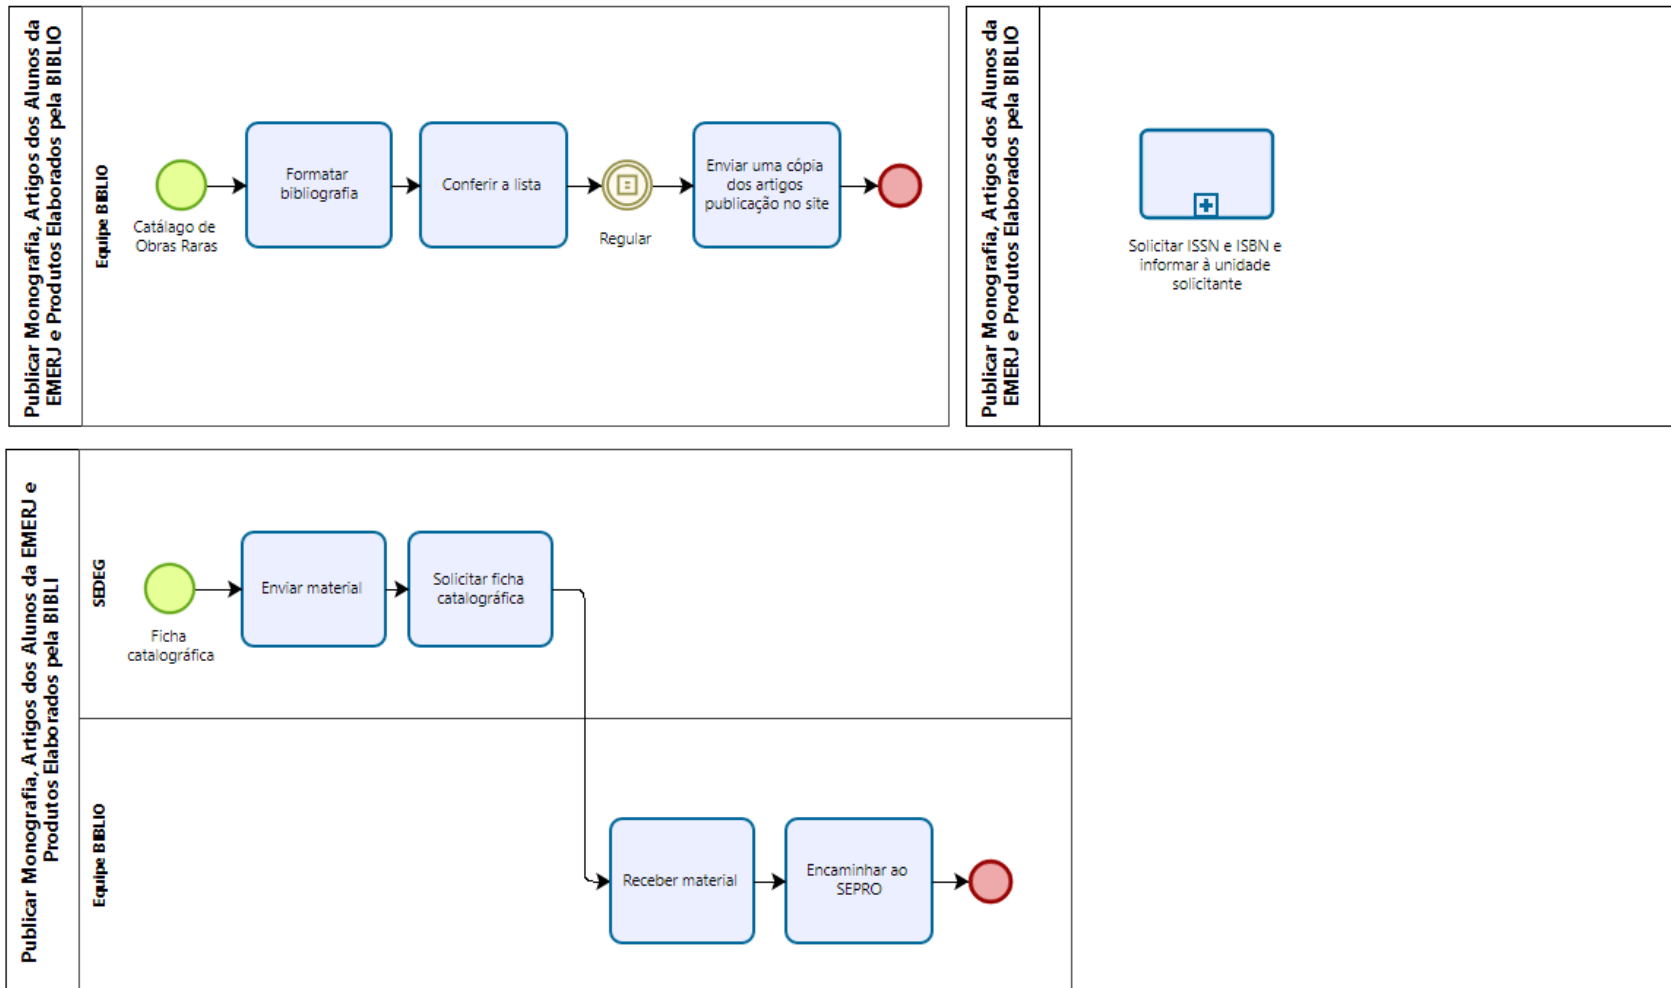 Publicar Monografia, Artigos dos Alunos da
EMERJ e Produtos Elaborados pela BIBLIO
Equipe BIBLIO
Catálago de
Obras Raras
Formatar
bibliografia
Conferir a lista
Regular
Enviar uma cópia
dos artigos
publicação no site
Publicar Monografia, Artigos dos Alunos da
EMERJ e Produtos Elaborados pela BIBLIO
Solicitar ISSN e ISBN e
informar à unidade
solicitante
Publicar Monografia, Artigos dos Alunos da EMERJ e
Produtos Elaborados pela BIBLI
SEDEG
Ficha
catalográfica
Enviar material
Solicitar ficha
catalográfica
Equipe BIBLIO
Receber material
Encaminhar ao
SEPRO